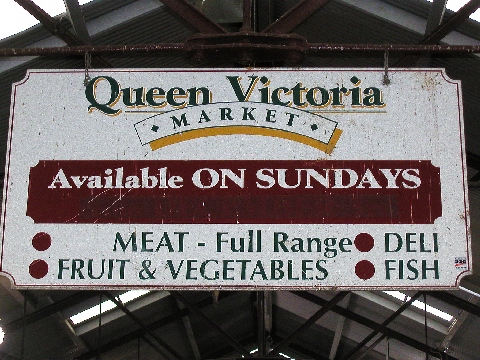 Queen Victoria
MARKET
Available ON SUNDAYS
MEAT - Full Range
DELI
FRUIT & VEGETABLES
FISH